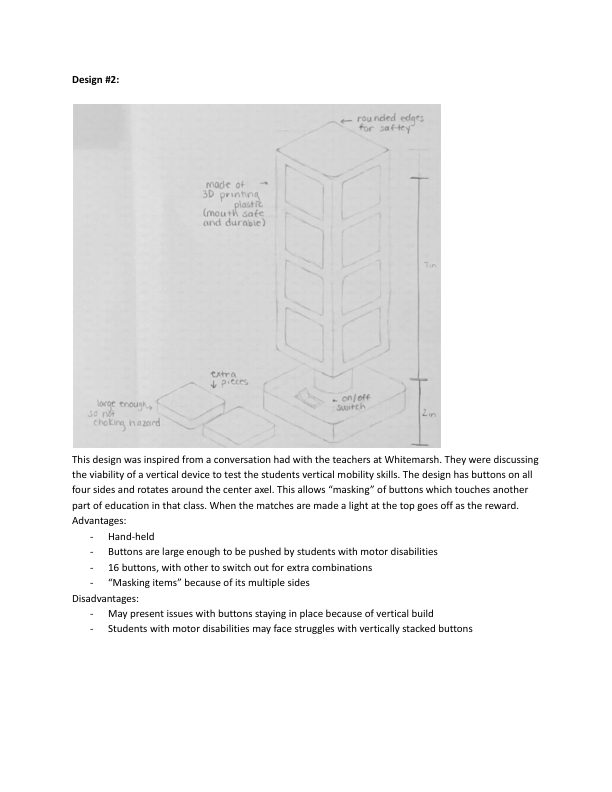 Design #2:
← rounded edges
for saftey
made of →
3D printing
plastic
(mouth safe
and durable)
7in
extra
↓ pieces
large enough
so not
choking hazard
← on/off
switch
2in
This design was inspired from a conversation had with the teachers at Whitemarsh. They were discussing
the viability of a vertical device to test the students vertical mobility skills. The design has buttons on all
four sides and rotates around the center axel. This allows “masking” of buttons which touches another
part of education in that class. When the matches are made a light at the top goes off as the reward.
Advantages:
- Hand-held
- Buttons are large enough to be pushed by students with motor disabilities
- 16 buttons, with other to switch out for extra combinations
- “Masking items” because of its multiple sides
Disadvantages:
- May present issues with buttons staying in place because of vertical build
- Students with motor disabilities may face struggles with vertically stacked buttons